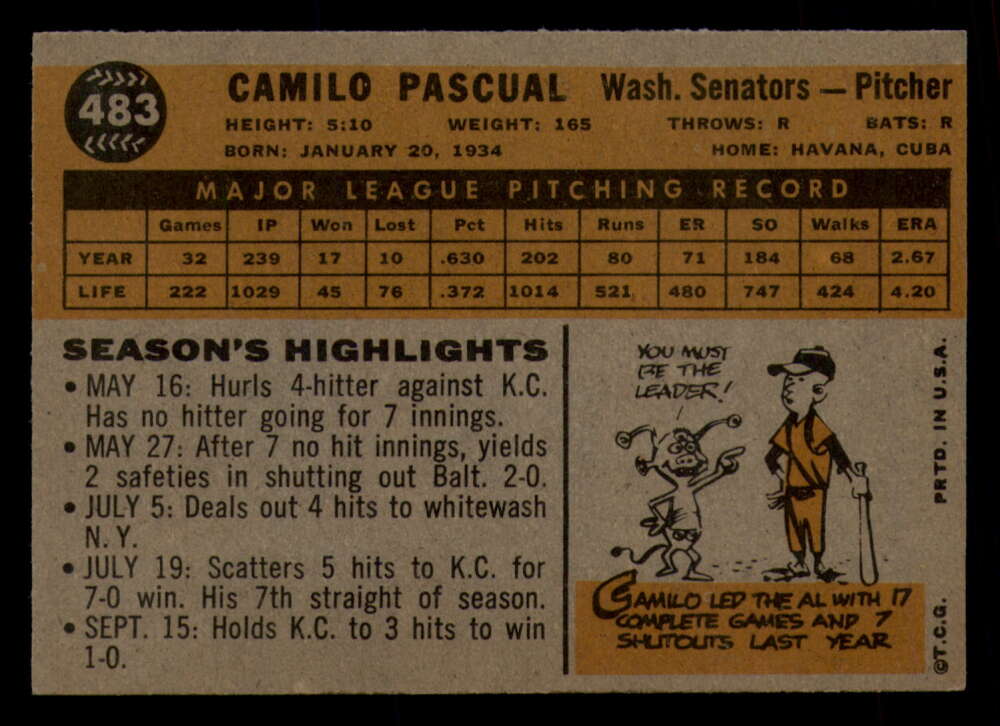 483
CAMILO PASCUAL Wash. Senators — Pitcher
HEIGHT: 5:10 WEIGHT: 165 THROWS: R BATS: R
BORN: JANUARY 20, 1934 HOME: HAVANA, CUBA
MAJOR LEAGUE PITCHING RECORD
Games IP Won Lost Pct Hits Runs ER SO Walks ERA
YEAR 32 239 17 10 .630 202 80 71 184 68 2.67
LIFE 222 1029 45 76 .372 1014 521 480 747 424 4.20
SEASON'S HIGHLIGHTS
• MAY 16: Hurls 4-hitter against K.C.
Has no hitter going for 7 innings.
• MAY 27: After 7 no hit innings, yields
2 safeties in shutting out Balt. 2-0.
• JULY 5: Deals out 4 hits to whitewash
N.Y.
• JULY 19: Scatters 5 hits to K.C. for
7-0 win. His 7th straight of season.
• SEPT. 15: Holds K.C. to 3 hits to win
1-0.
YOU MUST
BE THE
LEADER!
CAMILO LED THE AL WITH 17
COMPLETE GAMES AND 7
SHUTOUTS LAST YEAR
©T.C.G. PRTD. IN U.S.A.